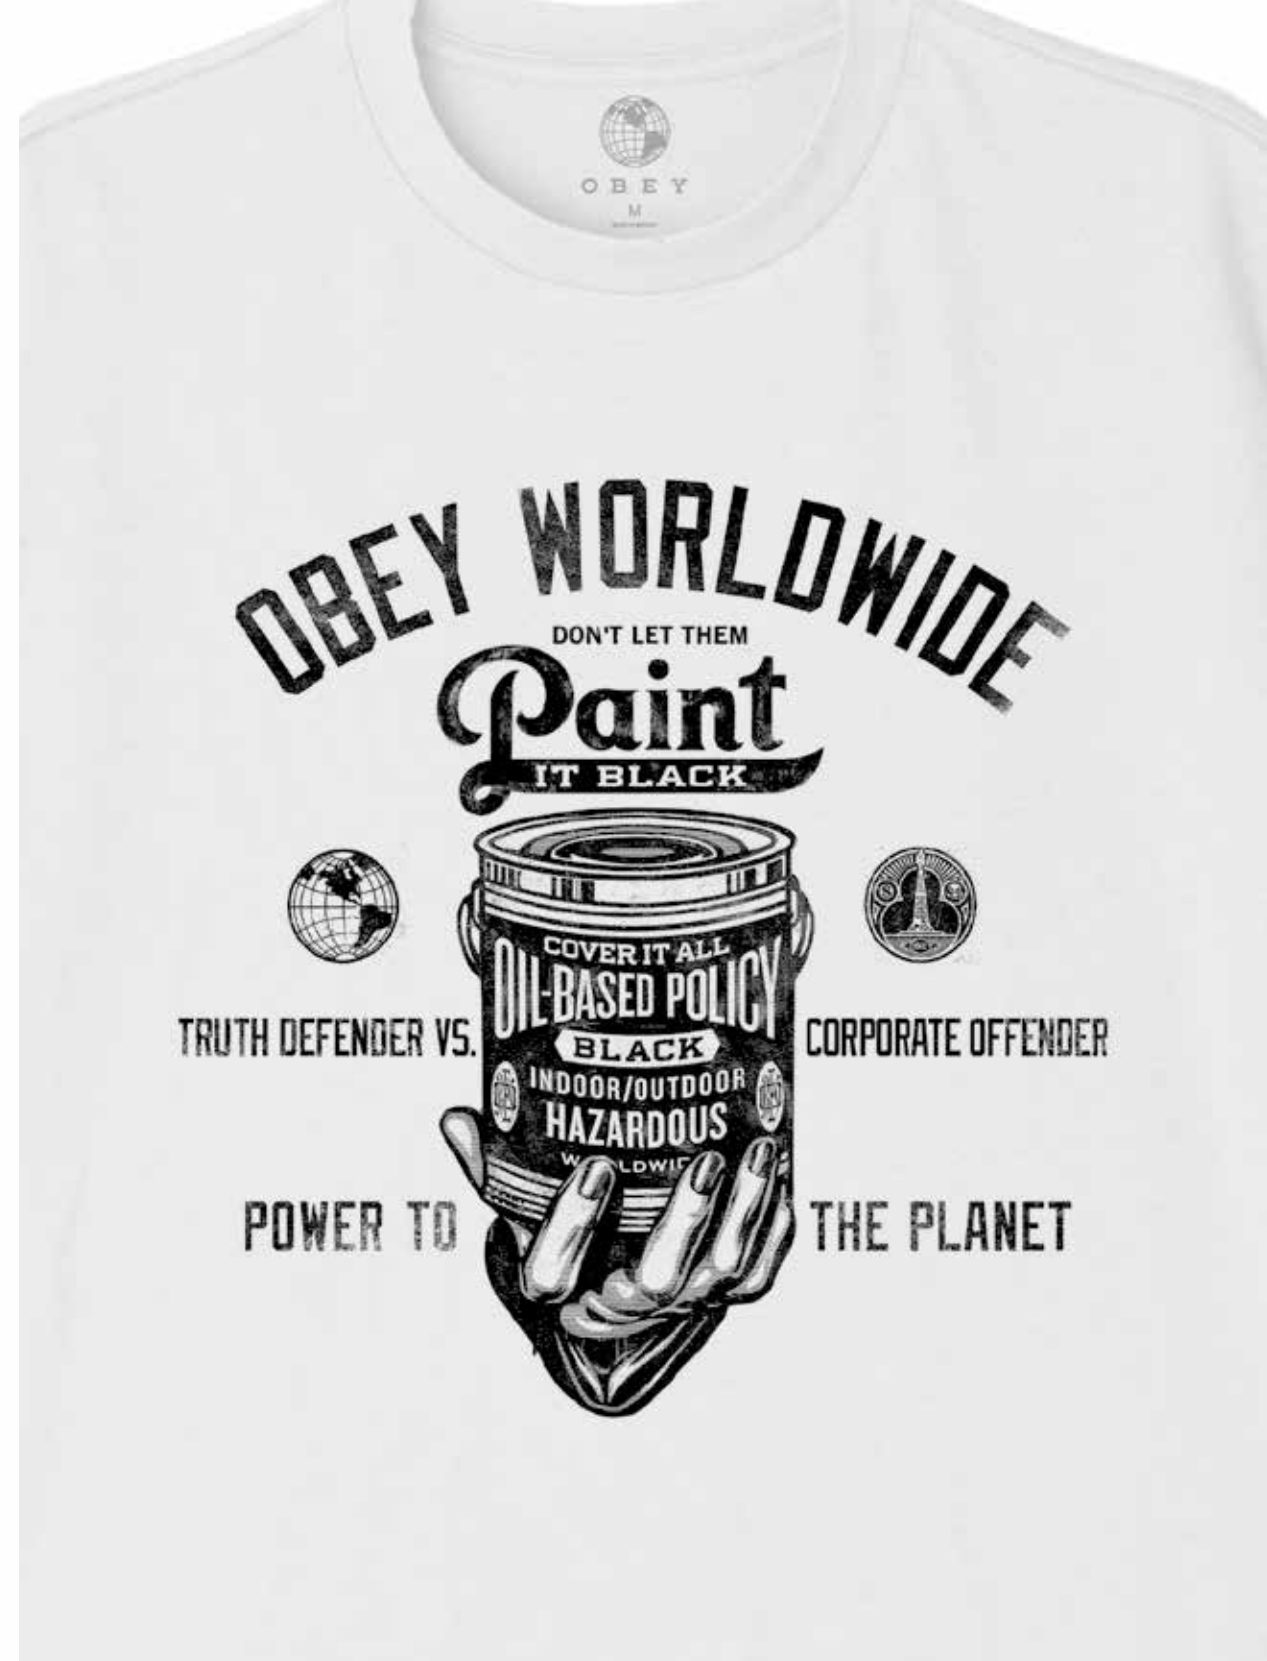 OBEY
M
OBEY WORLDWIDE
DON'T LET THEM
Paint
IT BLACK
COVER IT ALL
OIL-BASED POLICY
BLACK
TRUTH DEFENDER VS.
CORPORATE OFFENDER
INDOOR/OUTDOOR
HAZARDOUS
POWER TO
THE PLANET